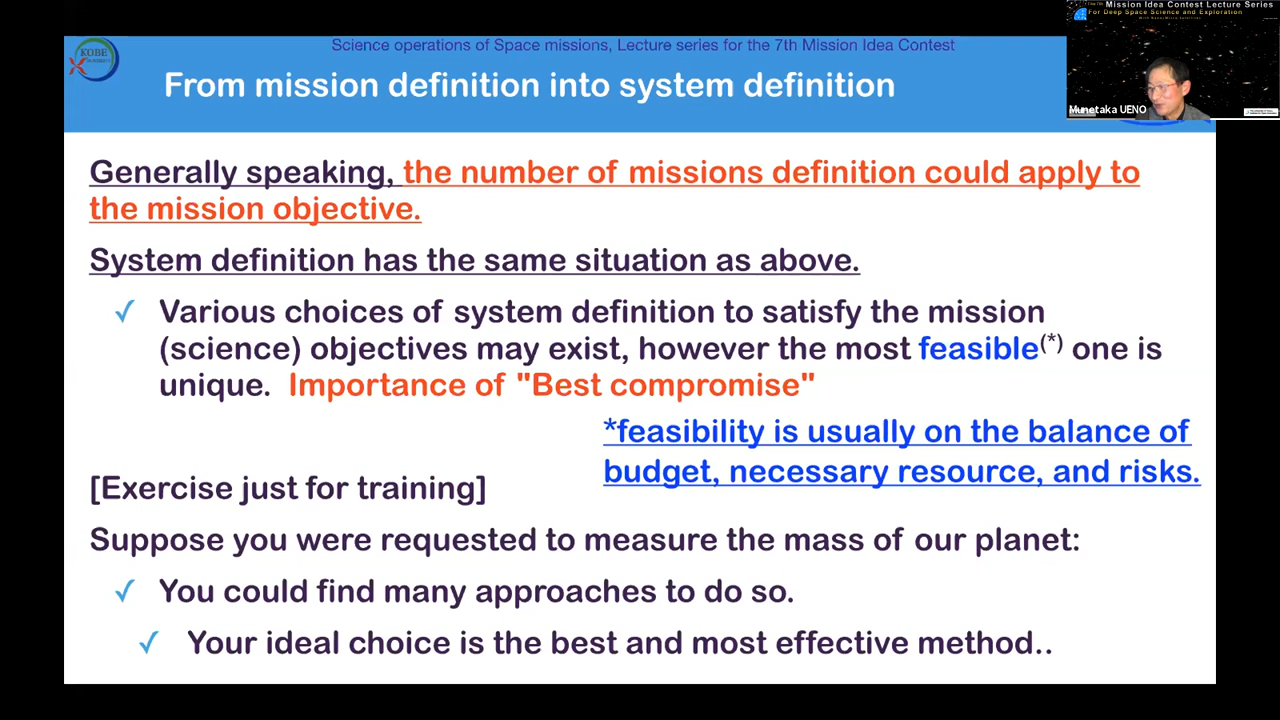 Science operations of Space missions, Lecture series for the 7th Mission Idea Contest
KOBE
From mission definition into system definition
Mission Idea Contest Lecture Series
For Deep Space Science and Exploration
Munetaka UENO
Generally speaking, the number of missions definition could apply to
the mission objective.
System definition has the same situation as above.
✓ Various choices of system definition to satisfy the mission
(science) objectives may exist, however the most feasible(*) one is
unique. Importance of "Best compromise"
*feasibility is usually on the balance of
budget, necessary resource, and risks.
[Exercise just for training]
Suppose you were requested to measure the mass of our planet:
✓ You could find many approaches to do so.
✓ Your ideal choice is the best and most effective method..